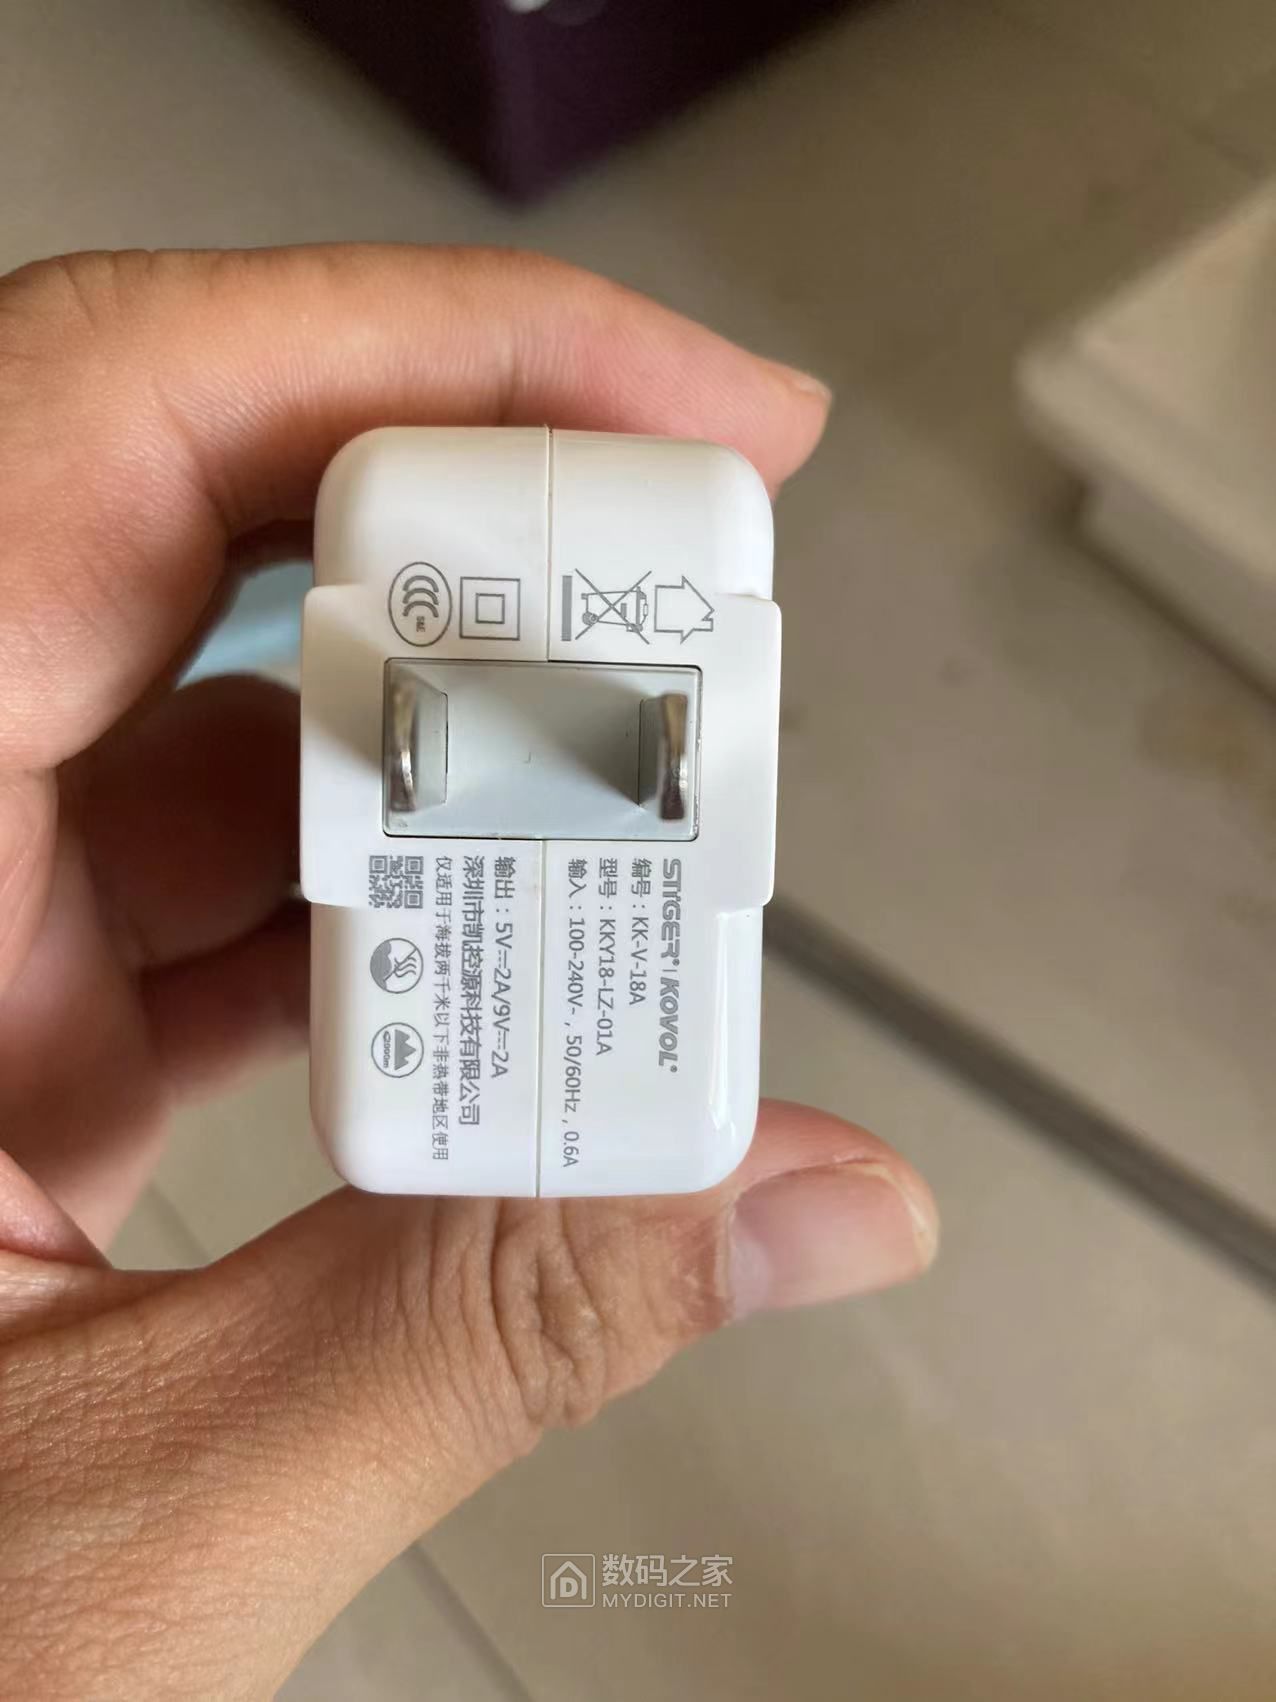 STIGER® | KOVOL®
编号：KK-V-18A
型号：KKY18-LZ-01A
输入：100-240V~, 50/60Hz, 0.6A
输出：5V⎓2A/9V⎓2A
深圳市凯控源科技有限公司
仅适用于海拔两千米以下非热带地区使用
CCC
S&E
≤2000m
数码之家
MYDIGIT.NET